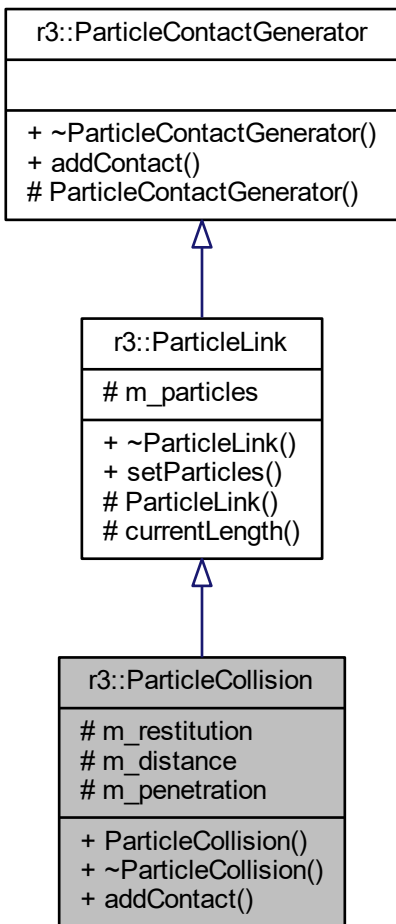 r3::ParticleContactGenerator
+ ~ParticleContactGenerator()
+ addContact()
# ParticleContactGenerator()
r3::ParticleLink
# m_particles
+ ~ParticleLink()
+ setParticles()
# ParticleLink()
# currentLength()
r3::ParticleCollision
# m_restitution
# m_distance
# m_penetration
+ ParticleCollision()
+ ~ParticleCollision()
+ addContact()